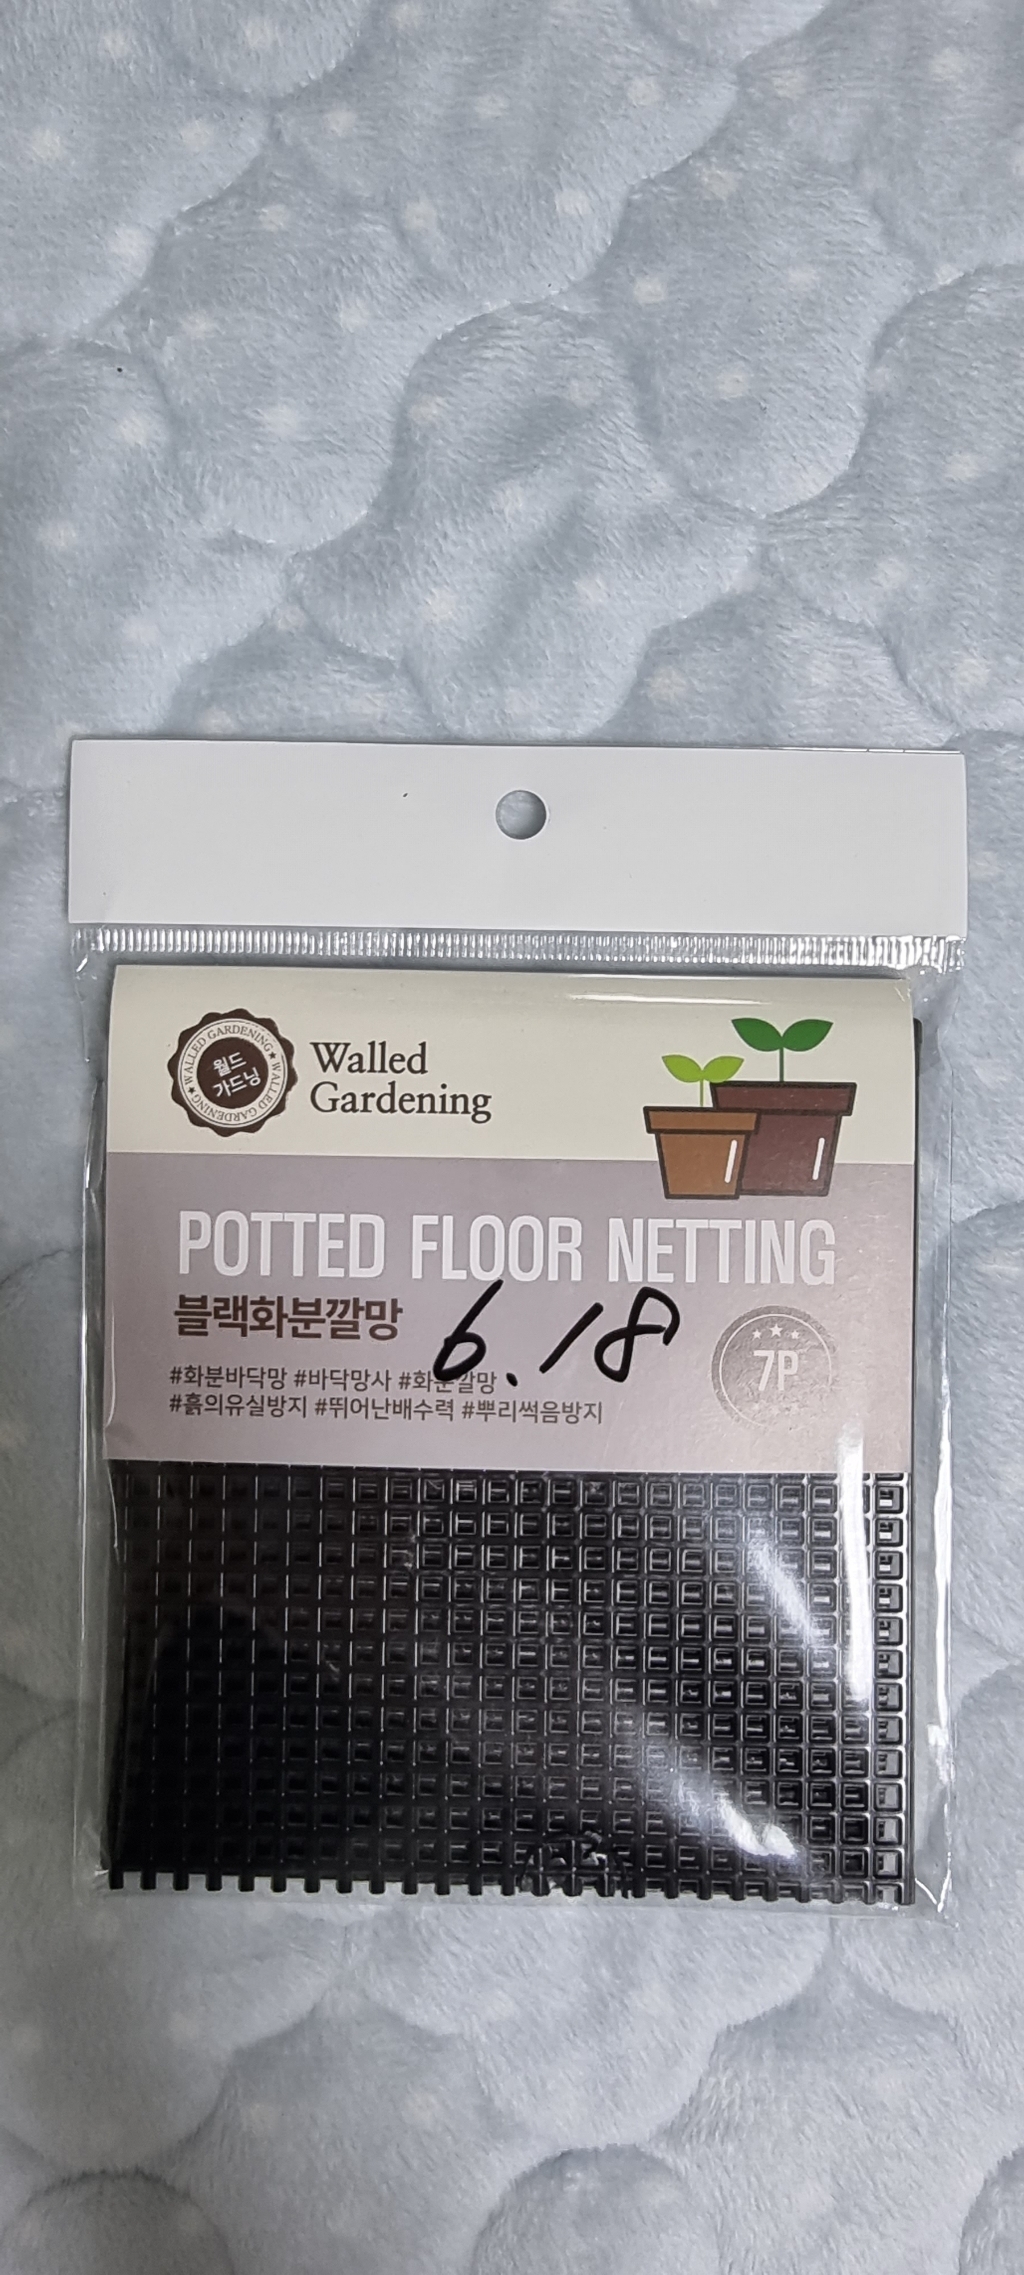 WALLED GARDENING ★ WALLED GARDENING ★
월드
가드닝
Walled
Gardening
POTTED FLOOR NETTING
블랙화분깔망
6.18
7P
#화분바닥망 #바닥망사 #화분깔망
#흙의유실방지 #뛰어난배수력 #뿌리썩음방지